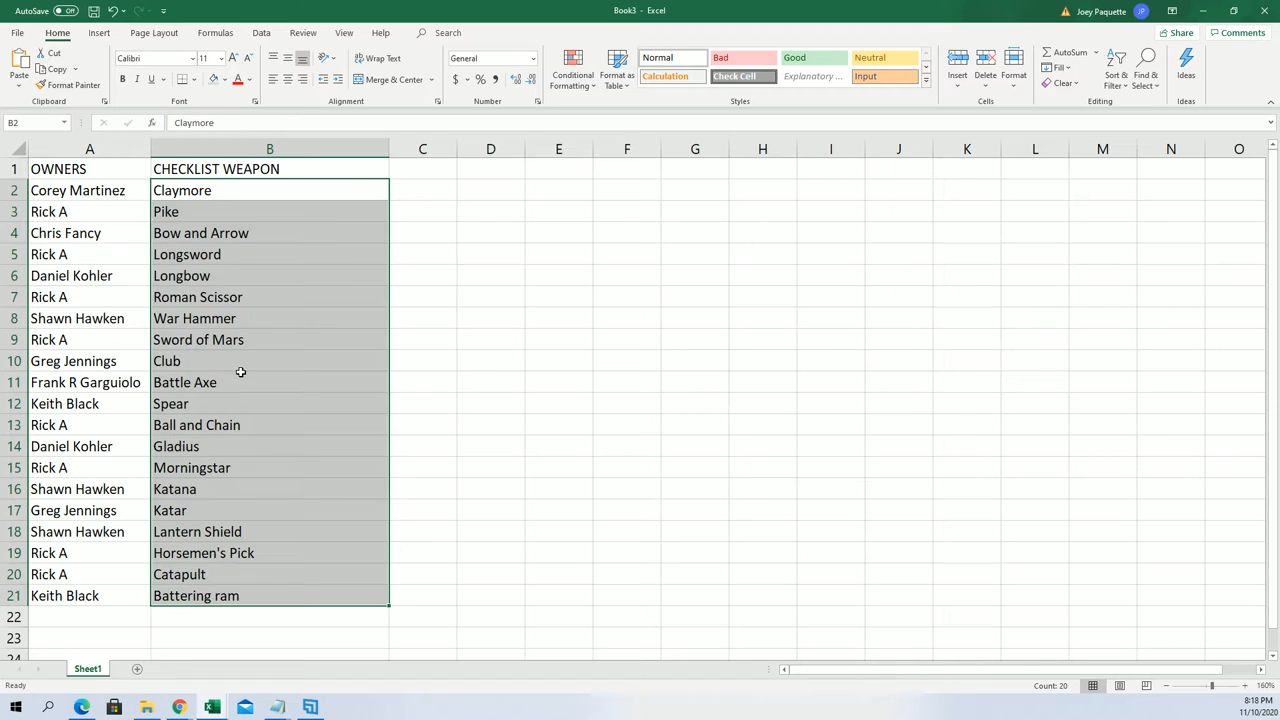 AutoSave Off
Book3 - Excel
Joey Paquette JP
File Home Insert Page Layout Formulas Data Review View Help Search
Share Comments
Paste
Cut
Copy
Format Painter
Clipboard
Calibri 11
B I U
Font
Wrap Text
Merge & Center
Alignment
General
$ % 9
Number
Conditional Formatting
Format as Table
Normal Bad Good Neutral
Calculation Check Cell Explanatory ... Input
Styles
Insert Delete Format
Cells
AutoSum
Fill
Clear
Sort & Filter
Find & Select
Editing
Ideas
Ideas
B2 fx Claymore
A B C D E F G H I J K L M N O
1 OWNERS CHECKLIST WEAPON
2 Corey Martinez Claymore
3 Rick A Pike
4 Chris Fancy Bow and Arrow
5 Rick A Longsword
6 Daniel Kohler Longbow
7 Rick A Roman Scissor
8 Shawn Hawken War Hammer
9 Rick A Sword of Mars
10 Greg Jennings Club
11 Frank R Garguiolo Battle Axe
12 Keith Black Spear
13 Rick A Ball and Chain
14 Daniel Kohler Gladius
15 Rick A Morningstar
16 Shawn Hawken Katana
17 Greg Jennings Katar
18 Shawn Hawken Lantern Shield
19 Rick A Horsemen's Pick
20 Rick A Catapult
21 Keith Black Battering ram
22
23
24
Sheet1
Ready
Count: 20
160%
8:18 PM
11/10/2020